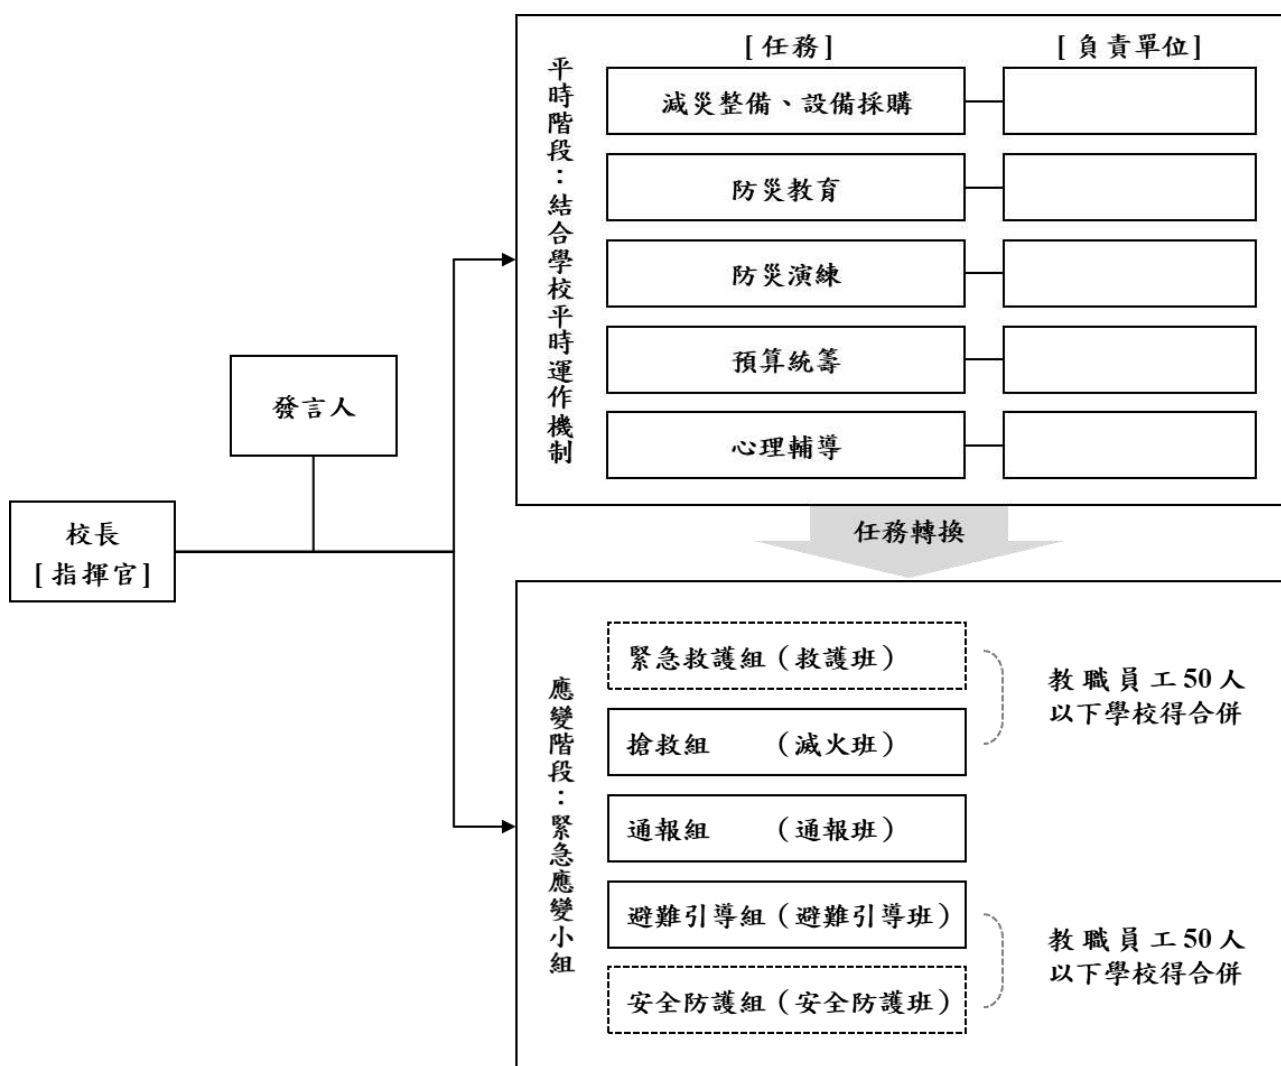 校長
[指揮官]
發言人
平時階段：結合學校平時運作機制
[任務]
[負責單位]
減災整備、設備採購
防災教育
防災演練
預算統籌
心理輔導
任務轉換
應變階段：緊急應變小組
緊急救護組（救護班）
搶救組　　（滅火班）
通報組　　（通報班）
避難引導組（避難引導班）
安全防護組（安全防護班）
教職員工50人
以下學校得合併
教職員工50人
以下學校得合併